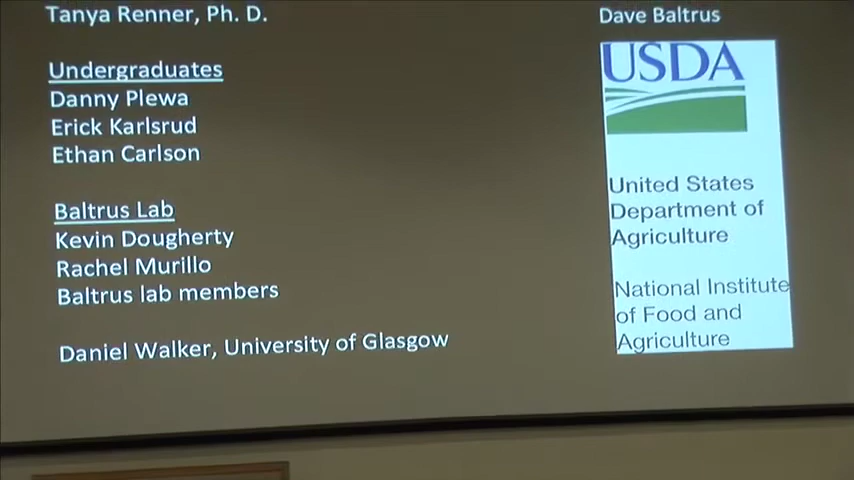 Tanya Renner, Ph. D.
Undergraduates
Danny Plewa
Erick Karlsrud
Ethan Carlson
Baltrus Lab
Kevin Dougherty
Rachel Murillo
Baltrus lab members
Daniel Walker, University of Glasgow
Dave Baltrus
USDA
United States
Department of
Agriculture
National Institute
of Food and
Agriculture